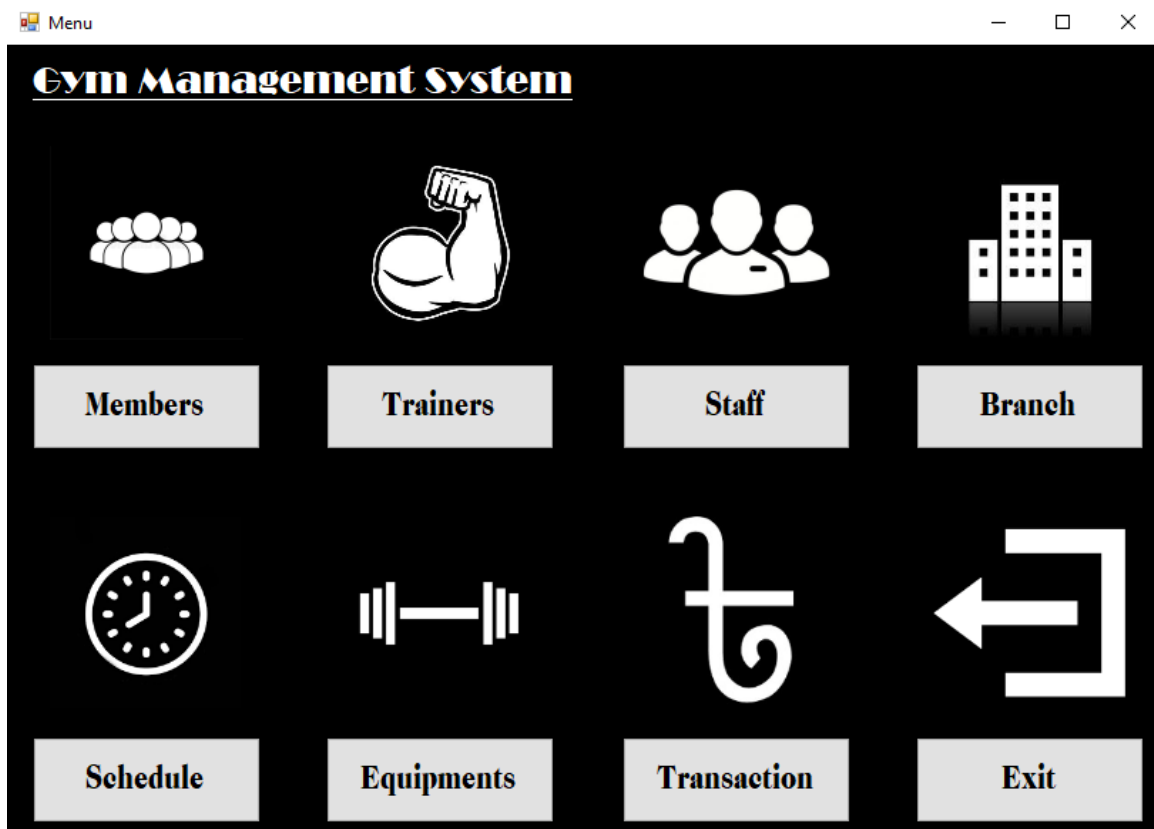 Menu
Gym Management System
Members Trainers Staff Branch
৳
Schedule Equipments Transaction Exit